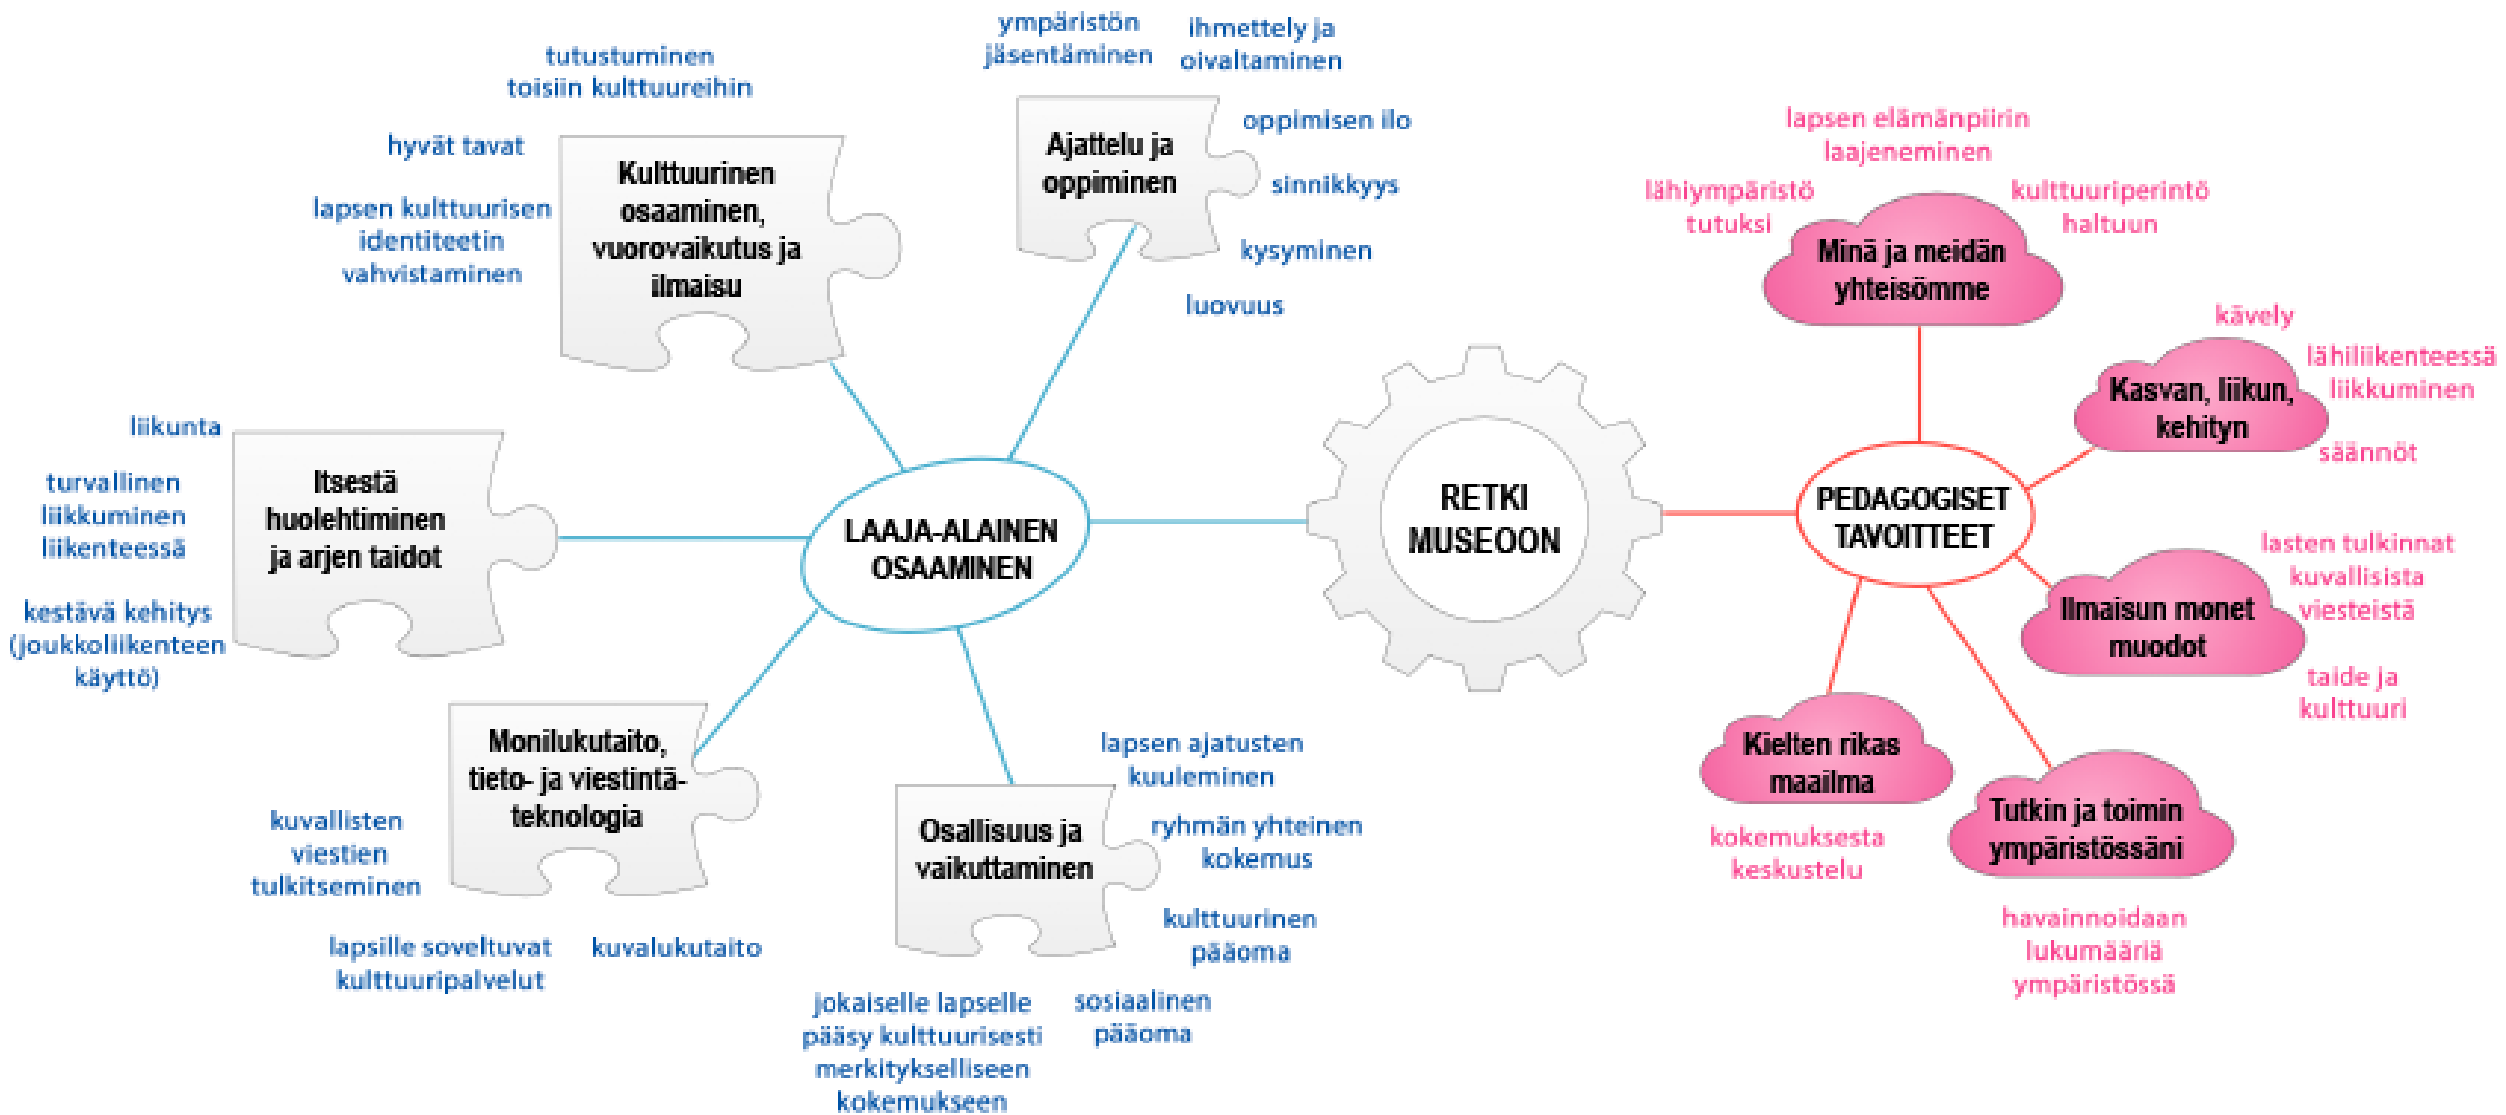 ympäristön
jäsentäminen
ihmettely ja
oivaltaminen
Ajattelu ja
oppiminen
oppimisen ilo
sinnikkyys
kysyminen
luovuus
tutustuminen
toisiin kulttuureihin
hyvät tavat
lapsen kulttuurisen
identiteetin
vahvistaminen
Kulttuurinen
osaaminen,
vuorovaikutus ja
ilmaisu
liikunta
turvallinen
liikkuminen
liikenteessä
kestävä kehitys
(joukkoliikenteen
käyttö)
Itsestä
huolehtiminen
ja arjen taidot
LAAJA-ALAINEN
OSAAMINEN
Monilukutaito,
tieto- ja viestintä-
teknologia
kuvallisten
viestien
tulkitseminen
lapsille soveltuvat
kulttuuripalvelut
kuvalukutaito
Osallisuus ja
vaikuttaminen
lapsen ajatusten
kuuleminen
ryhmän yhteinen
kokemus
kulttuurinen
pääoma
sosiaalinen
pääoma
jokaiselle lapselle
pääsy kulttuurisesti
merkitykselliseen
kokemukseen
RETKI
MUSEOON
PEDAGOGISET
TAVOITTEET
lapsen elämänpiirin
laajeneminen
lähiympäristö
tutuksi
kulttuuriperintö
haltuun
Minä ja meidän
yhteisömme
kävely
lähiliikenteessä
liikkuminen
säännöt
Kasvan, liikun,
kehityn
lasten tulkinnat
kuvallisista
viesteistä
taide ja
kulttuuri
Ilmaisun monet
muodot
Kielten rikas
maailma
kokemuksesta
keskustelu
Tutkin ja toimin
ympäristössäni
havainnoidaan
lukumääriä
ympäristössä